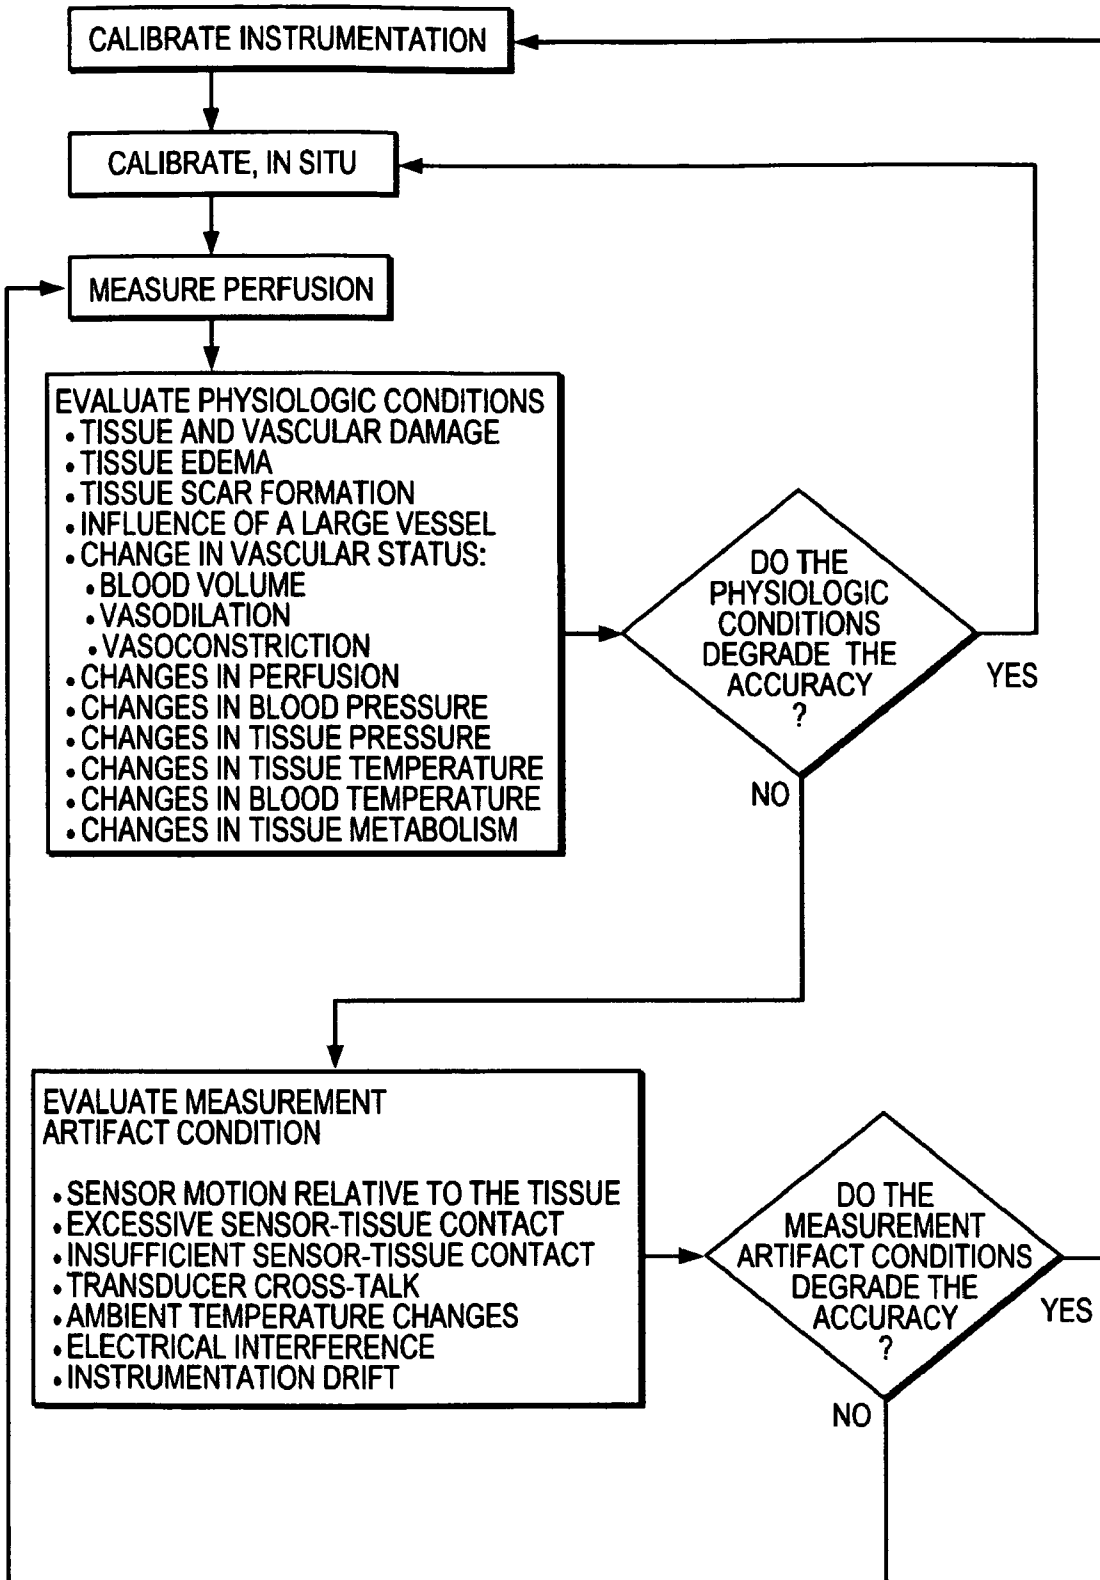 CALIBRATE INSTRUMENTATION
CALIBRATE, IN SITU
MEASURE PERFUSION
EVALUATE PHYSIOLOGIC CONDITIONS
• TISSUE AND VASCULAR DAMAGE
• TISSUE EDEMA
• TISSUE SCAR FORMATION
• INFLUENCE OF A LARGE VESSEL
• CHANGE IN VASCULAR STATUS:
• BLOOD VOLUME
• VASODILATION
• VASOCONSTRICTION
• CHANGES IN PERFUSION
• CHANGES IN BLOOD PRESSURE
• CHANGES IN TISSUE PRESSURE
• CHANGES IN TISSUE TEMPERATURE
• CHANGES IN BLOOD TEMPERATURE
• CHANGES IN TISSUE METABOLISM
DO THE
PHYSIOLOGIC
CONDITIONS
DEGRADE THE
ACCURACY
?
YES
NO
EVALUATE MEASUREMENT
ARTIFACT CONDITION
• SENSOR MOTION RELATIVE TO THE TISSUE
• EXCESSIVE SENSOR-TISSUE CONTACT
• INSUFFICIENT SENSOR-TISSUE CONTACT
• TRANSDUCER CROSS-TALK
• AMBIENT TEMPERATURE CHANGES
• ELECTRICAL INTERFERENCE
• INSTRUMENTATION DRIFT
DO THE
MEASUREMENT
ARTIFACT CONDITIONS
DEGRADE THE
ACCURACY
?
YES
NO